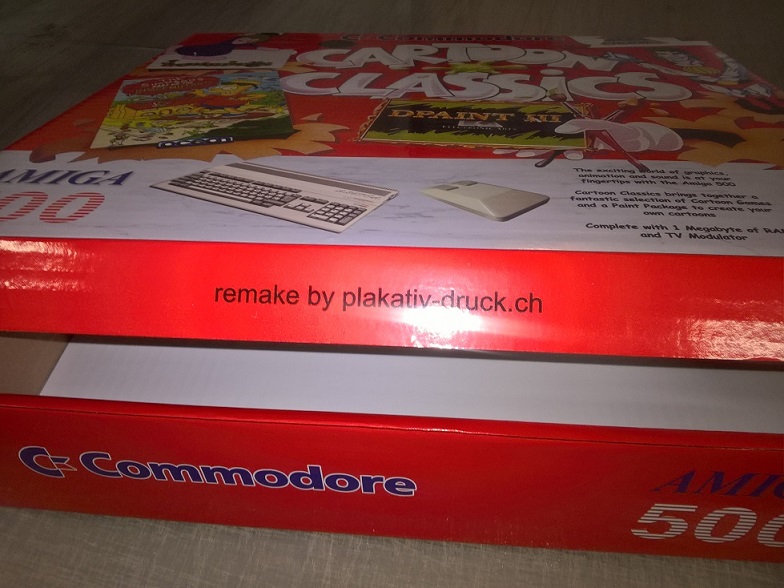 CARTOON
CLASSICS
Lemmings
DPAINT III
AMIGA
500
The exciting world of graphics,
animation and sound is at your
fingertips with the Amiga 500
Cartoon Classics brings together a
fantastic selection of Cartoon Games
and a Paint Package to create your
own cartoons
Complete with 1 Megabyte of RAM
and TV Modulator
remake by plakativ-druck.ch
Commodore
AMIG
500